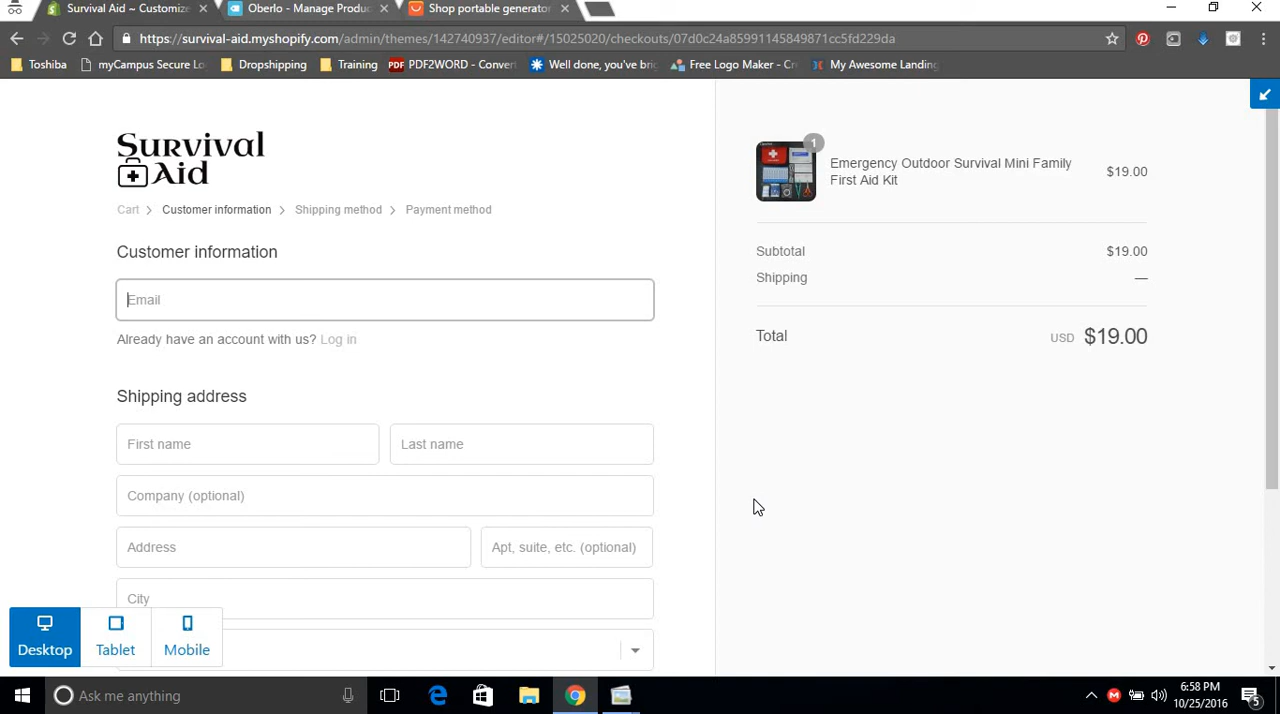 Survival Aid ~ Customize
Oberlo - Manage Produc
Shop portable generator
https://survival-aid.myshopify.com/admin/themes/142740937/editor#/15025020/checkouts/07d0c24a85991145849871cc5fd229da
Toshiba
myCampus Secure Lo
Dropshipping
Training
PDF PDF2WORD - Convert
Well done, you've brig
Free Logo Maker - Cre
My Awesome Landing
Survival
Aid
Cart
Customer information
Shipping method
Payment method
Customer information
Email
Already have an account with us? Log in
Shipping address
First name
Last name
Company (optional)
Address
Apt, suite, etc. (optional)
City
Desktop
Tablet
Mobile
1
Emergency Outdoor Survival Mini Family
First Aid Kit
$19.00
Subtotal
$19.00
Shipping
—
Total
USD $19.00
Ask me anything
6:58 PM
10/25/2016
5